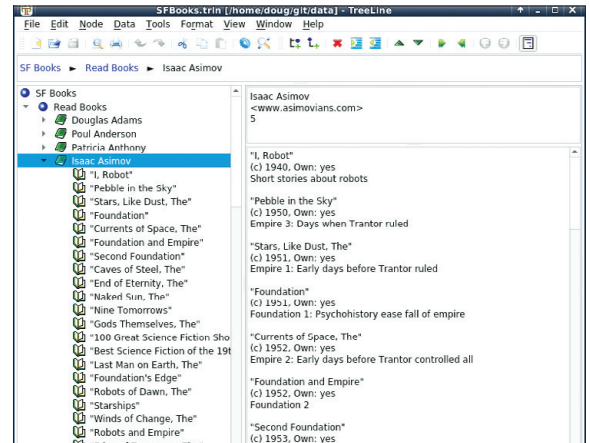 SFBooks.trln [/home/doug/git/data] - TreeLine
File Edit Node Data Tools Format View Window Help
SF Books ► Read Books ► Isaac Asimov
SF Books
Read Books
Douglas Adams
Poul Anderson
Patricia Anthony
Isaac Asimov
"I, Robot"
"Pebble in the Sky"
"Stars, Like Dust, The"
"Foundation"
"Currents of Space, The"
"Foundation and Empire"
"Second Foundation"
"Caves of Steel, The"
"End of Eternity, The"
"Naked Sun, The"
"Nine Tomorrows"
"Gods Themselves, The"
"100 Great Science Fiction Sho
"Best Science Fiction of the 19t
"Last Man on Earth, The"
"Foundation's Edge"
"Robots of Dawn, The"
"Starships"
"Winds of Change, The"
"Robots and Empire"
Isaac Asimov
<www.asimovians.com>
5
"I, Robot"
(c) 1940, Own: yes
Short stories about robots
"Pebble in the Sky"
(c) 1950, Own: yes
Empire 3: Days when Trantor ruled
"Stars, Like Dust, The"
(c) 1951, Own: yes
Empire 1: Early days before Trantor ruled
"Foundation"
(c) 1951, Own: yes
Foundation 1: Psychohistory ease fall of empire
"Currents of Space, The"
(c) 1952, Own: yes
Empire 2: Early days before Trantor controlled all
"Foundation and Empire"
(c) 1952, Own: yes
Foundation 2
"Second Foundation"
(c) 1953, Own: yes